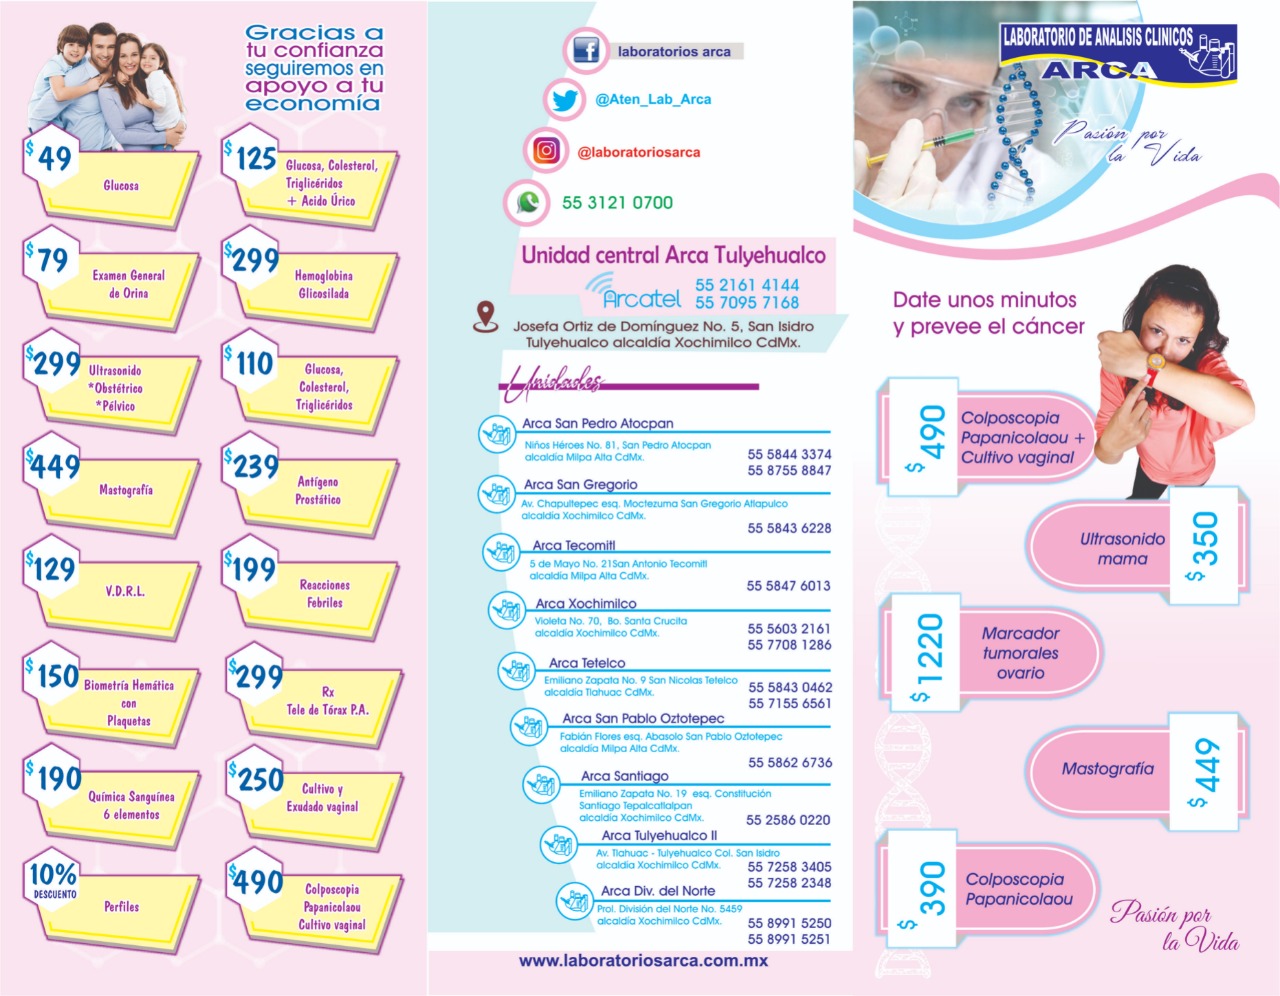 Gracias a
tu confianza
seguiremos en
apoyo a tu
economía
$49
Glucosa
$125
Glucosa, Colesterol,
Triglicéridos
+ Acido Úrico
$79
Examen General
de Orina
$299
Hemoglobina
Glicosilada
$299
Ultrasonido
*Obstétrico
*Pélvico
$110
Glucosa,
Colesterol,
Triglicéridos
$449
Mastografía
$239
Antígeno
Prostático
$129
V.D.R.L.
$199
Reacciones
Febriles
$150
Biometría Hemática
con
Plaquetas
$299
Rx
Tele de Tórax P.A.
$190
Química Sanguínea
6 elementos
$250
Cultivo y
Exudado vaginal
10%
DESCUENTO
Perfiles
$490
Colposcopia
Papanicolaou
Cultivo vaginal
laboratorios arca
@Aten_Lab_Arca
@laboratoriosarca
55 3121 0700
Unidad central Arca Tulyehualco
Arcatel
55 2161 4144
55 7095 7168
Josefa Ortiz de Domínguez No. 5, San Isidro
Tulyehualco alcaldía Xochimilco CdMx.
Unidades
Arca San Pedro Atocpan
Niños Héroes No. 81, San Pedro Atocpan
alcaldía Milpa Alta CdMx.
55 5844 3374
55 8755 8847
Arca San Gregorio
Av. Chapultepec esq. Moctezuma San Gregorio Atlapulco
alcaldía Xochimilco CdMx.
55 5843 6228
Arca Tecomitl
5 de Mayo No. 21San Antonio Tecomitl
alcaldía Milpa Alta CdMx.
55 5847 6013
Arca Xochimilco
Violeta No. 70, Bo. Santa Crucita
alcaldía Xochimilco CdMx.
55 5603 2161
55 7708 1286
Arca Tetelco
Emiliano Zapata No. 9 San Nicolas Tetelco
alcaldía Tlahuac CdMx.
55 5843 0462
55 7155 6561
Arca San Pablo Oztotepec
Fabián Flores esq. Abasolo San Pablo Oztotepec
alcaldía Milpa Alta CdMx.
55 5862 6736
Arca Santiago
Emiliano Zapata No. 19 esq. Constitución
Santiago Tepalcatlalpan
alcaldía Xochimilco CdMx.
55 2586 0220
Arca Tulyehualco II
Av. Tlahuac - Tulyehualco Col. San Isidro
alcaldía Xochimilco CdMx.
55 7258 3405
55 7258 2348
Arca Div. del Norte
Prol. División del Norte No. 5459
alcaldía Xochimilco CdMx.
55 8991 5250
55 8991 5251
www.laboratoriosarca.com.mx
LABORATORIO DE ANALISIS CLINICOS
ARCA
Pasión por
la Vida
Date unos minutos
y prevee el cáncer
$ 490
Colposcopia
Papanicolaou +
Cultivo vaginal
Ultrasonido
mama
$ 350
$ 1220
Marcador
tumorales
ovario
Mastografía
$ 449
$ 390
Colposcopia
Papanicolaou
Pasión por
la Vida